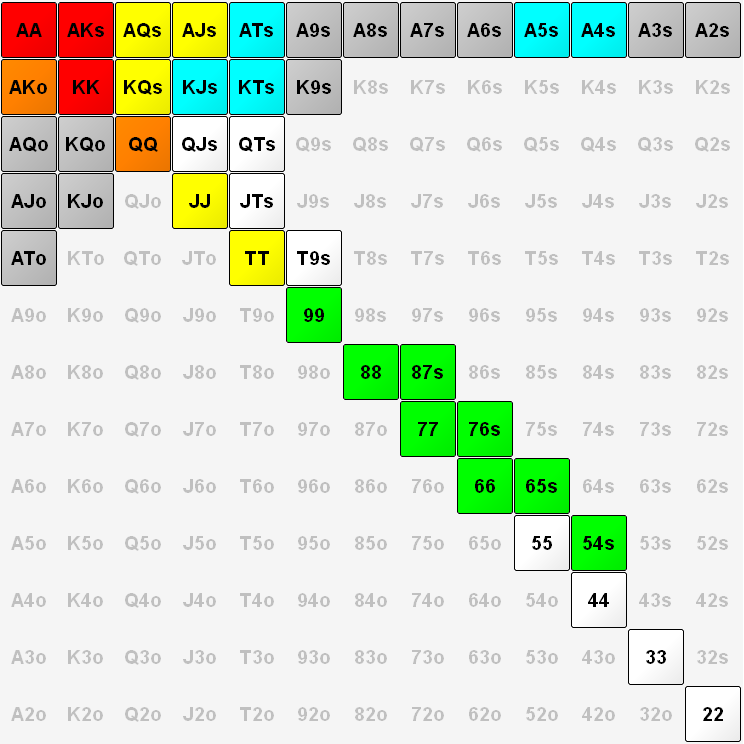 AA AKs AQs AJs ATs A9s A8s A7s A6s A5s A4s A3s A2s
AKo KK KQs KJs KTs K9s K8s K7s K6s K5s K4s K3s K2s
AQo KQo QQ QJs QTs Q9s Q8s Q7s Q6s Q5s Q4s Q3s Q2s
AJo KJo QJo JJ JTs J9s J8s J7s J6s J5s J4s J3s J2s
ATo KTo QTo JTo TT T9s T8s T7s T6s T5s T4s T3s T2s
A9o K9o Q9o J9o T9o 99 98s 97s 96s 95s 94s 93s 92s
A8o K8o Q8o J8o T8o 98o 88 87s 86s 85s 84s 83s 82s
A7o K7o Q7o J7o T7o 97o 87o 77 76s 75s 74s 73s 72s
A6o K6o Q6o J6o T6o 96o 86o 76o 66 65s 64s 63s 62s
A5o K5o Q5o J5o T5o 95o 85o 75o 65o 55 54s 53s 52s
A4o K4o Q4o J4o T4o 94o 84o 74o 64o 54o 44 43s 42s
A3o K3o Q3o J3o T3o 93o 83o 73o 63o 53o 43o 33 32s
A2o K2o Q2o J2o T2o 92o 82o 72o 62o 52o 42o 32o 22